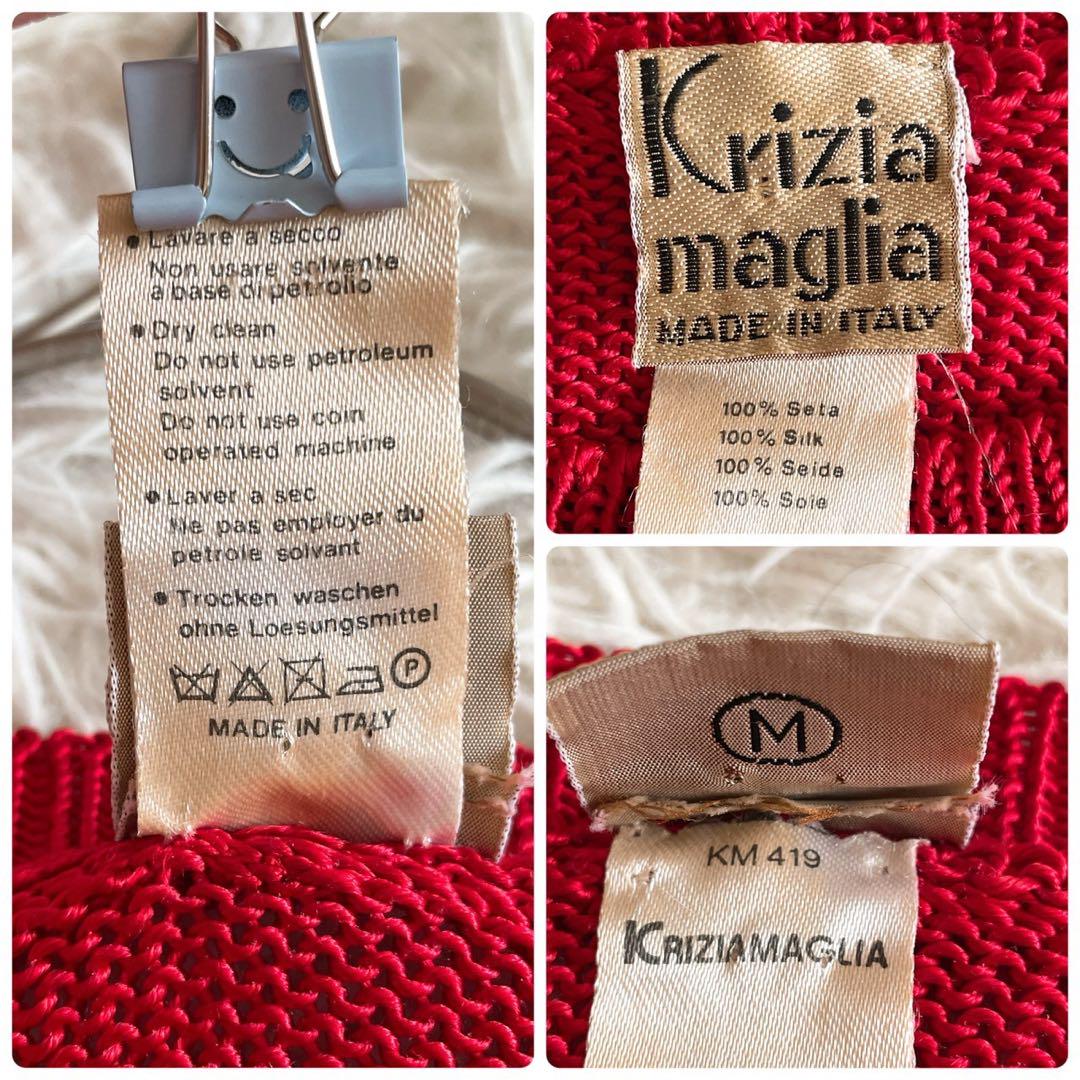 • Lavare a secco
Non usare solvente
a base di petrolio
• Dry clean
Do not use petroleum
solvent
Do not use coin
operated machine
• Laver a sec
Ne pas employer du
petrole solvant
• Trocken waschen
ohne Loesungsmittel
P
MADE IN ITALY
Krizia
maglia
MADE IN ITALY
100% Seta
100% Silk
100% Seide
100% Soie
M
KM 419
KRIZIAMAGLIA